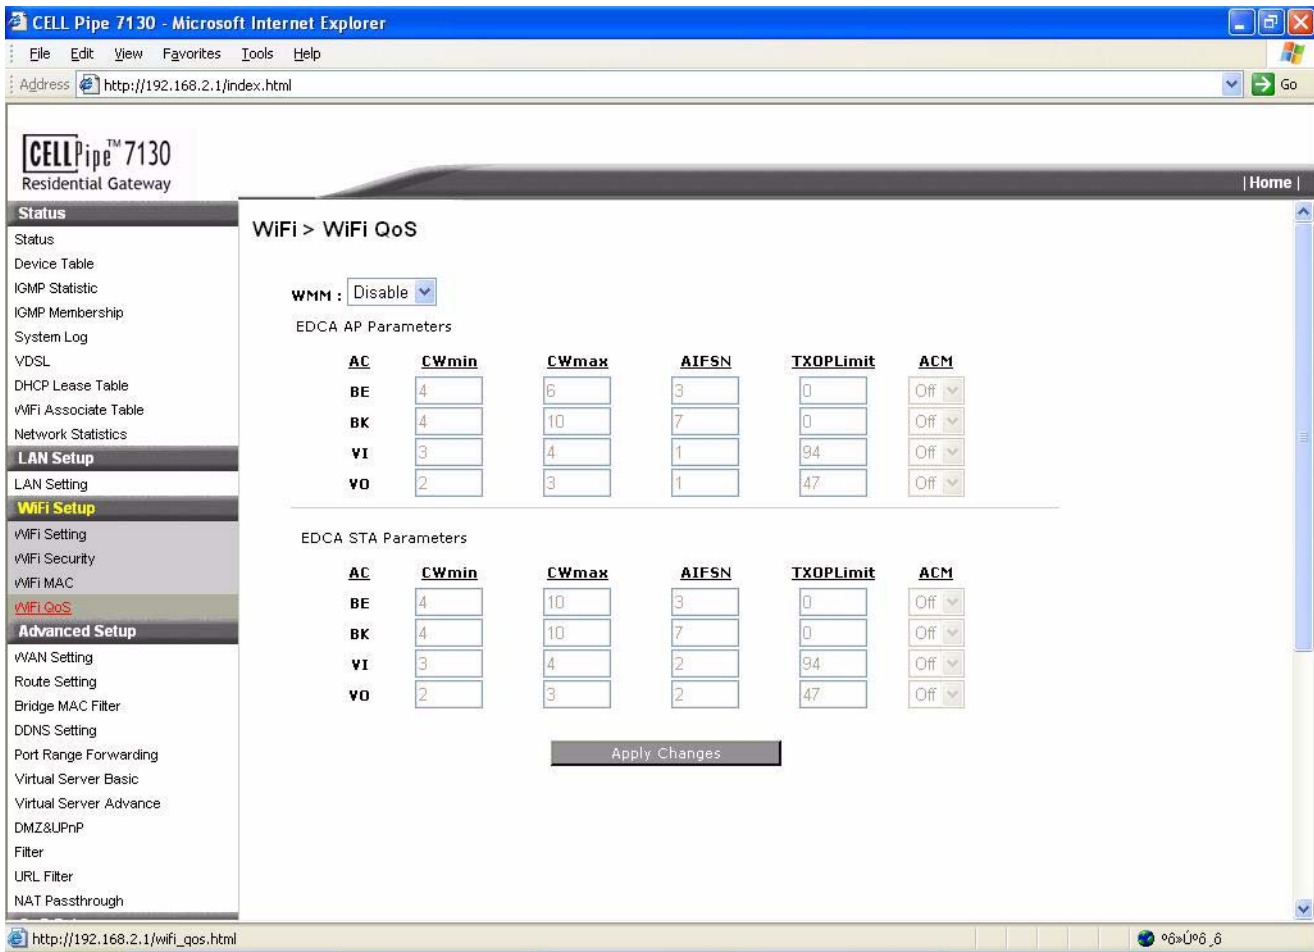 CELL Pipe 7130 - Microsoft Internet Explorer
File Edit View Favorites Tools Help
Address http://192.168.2.1/index.html Go
CELLPipe™ 7130
Residential Gateway
| Home |
Status
Status
Device Table
IGMP Statistic
IGMP Membership
System Log
VDSL
DHCP Lease Table
WiFi Associate Table
Network Statistics
LAN Setup
LAN Setting
WiFi Setup
WiFi Setting
WiFi Security
WiFi MAC
WiFi QoS
Advanced Setup
WAN Setting
Route Setting
Bridge MAC Filter
DDNS Setting
Port Range Forwarding
Virtual Server Basic
Virtual Server Advance
DMZ&UPnP
Filter
URL Filter
NAT Passthrough
WiFi > WiFi QoS
WMM : Disable
EDCA AP Parameters
AC CWmin CWmax AIFSN TXOPLimit ACM
BE 4 6 3 0 Off
BK 4 10 7 0 Off
VI 3 4 1 94 Off
VO 2 3 1 47 Off
EDCA STA Parameters
AC CWmin CWmax AIFSN TXOPLimit ACM
BE 4 10 3 0 Off
BK 4 10 7 0 Off
VI 3 4 2 94 Off
VO 2 3 2 47 Off
Apply Changes
http://192.168.2.1/wifi_qos.html